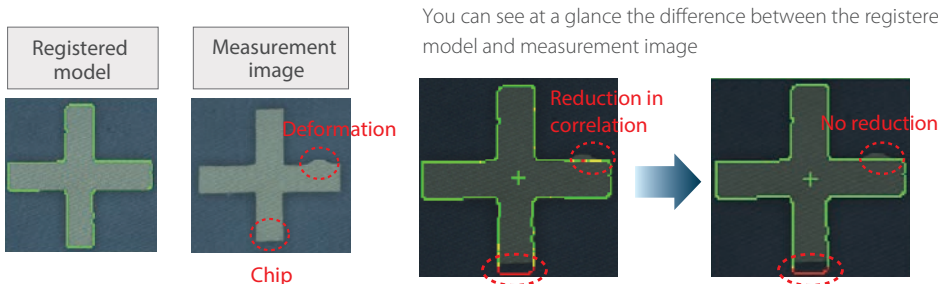 You can see at a glance the difference between the registere
model and measurement image
Registered
model
Measurement
image
Deformation
Chip
Reduction in
correlation
No reduction